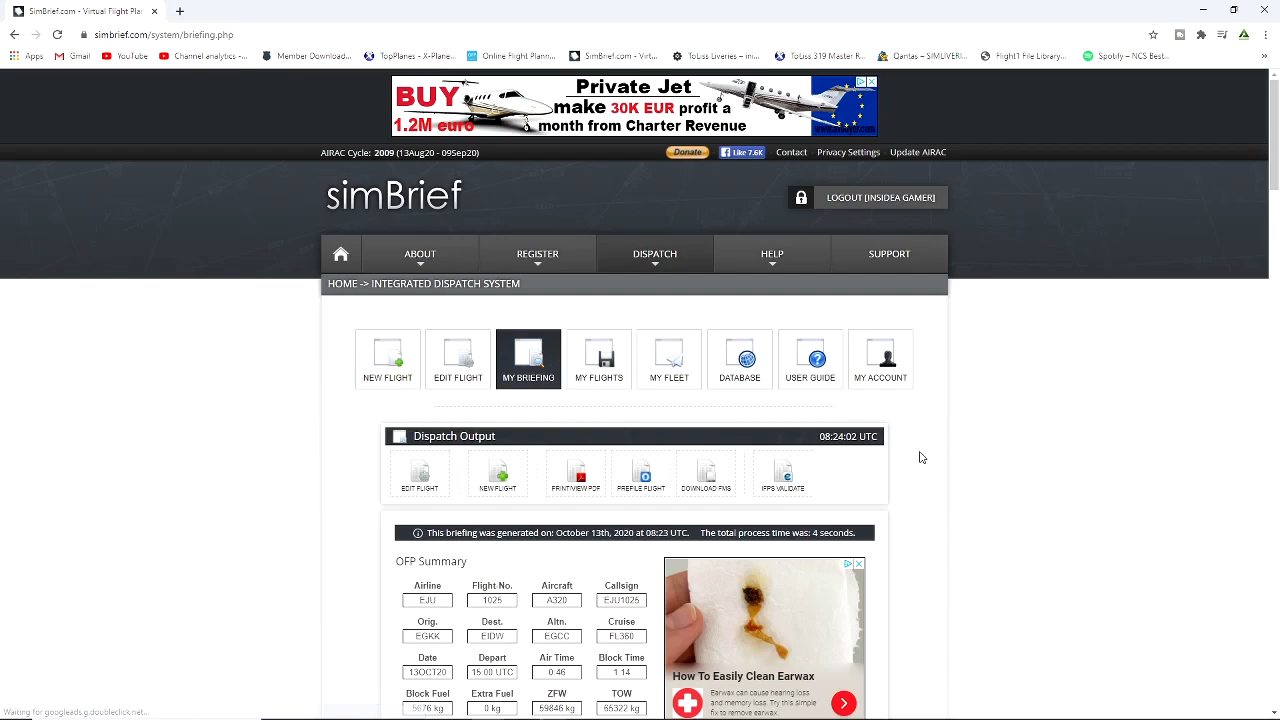 SimBrief.com - Virtual Flight Plan
simbrief.com/system/briefing.php
Apps
Gmail
YouTube
Channel analytics -...
Member Download...
TopPlanes - X-Plane...
Online Flight Plann...
SimBrief.com - Virt...
ToLiss Liveries – ini...
ToLiss 319 Master R...
Qantas – SIMLIVERI...
Flight1 File Library...
Spotify – NCS Best...
BUY
1.2M euro
Private Jet
make 30K EUR profit a
month from Charter Revenue
AIRAC Cycle: 2009 (13Aug20 - 09Sep20)
Donate
Like 7.6K
Contact
Privacy Settings
Update AIRAC
simBrief
LOGOUT [INSIDEA GAMER]
ABOUT
REGISTER
DISPATCH
HELP
SUPPORT
HOME -> INTEGRATED DISPATCH SYSTEM
NEW FLIGHT
EDIT FLIGHT
MY BRIEFING
MY FLIGHTS
MY FLEET
DATABASE
USER GUIDE
MY ACCOUNT
Dispatch Output
08:24:02 UTC
EDIT FLIGHT
NEW FLIGHT
PRINT/VIEW PDF
PREFILE FLIGHT
DOWNLOAD FMS
IFPS VALIDATE
This briefing was generated on: October 13th, 2020 at 08:23 UTC. The total process time was: 4 seconds.
OFP Summary
Airline Flight No. Aircraft Callsign
EJU 1025 A320 EJU1025
Orig. Dest. Altn. Cruise
EGKK EIDW EGCC FL360
Date Depart Air Time Block Time
13OCT20 15:00 UTC 0:46 1:14
Block Fuel Extra Fuel ZFW TOW
5676 kg 0 kg 59846 kg 65322 kg
How To Easily Clean Earwax
Earwax can cause hearing loss
and memory loss. Try this simple
fix to remove earwax.
Waiting for googleads.g.doubleclick.net...